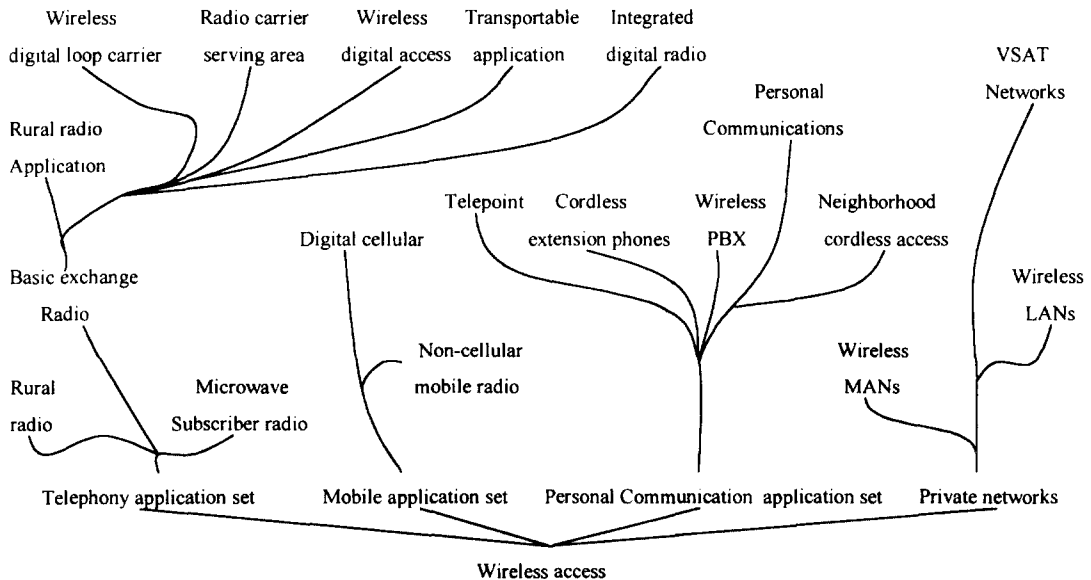 Wireless
digital loop carrier
Radio carrier
serving area
Wireless
digital access
Transportable
application
Integrated
digital radio
VSAT
Networks
Personal
Communications
Rural radio
Application
Telepoint
Cordless
extension phones
Wireless
PBX
Neighborhood
cordless access
Digital cellular
Basic exchange
Radio
Wireless
LANs
Non-cellular
mobile radio
Wireless
MANs
Rural
radio
Microwave
Subscriber radio
Telephony application set
Mobile application set
Personal Communication application set
Private networks
Wireless access